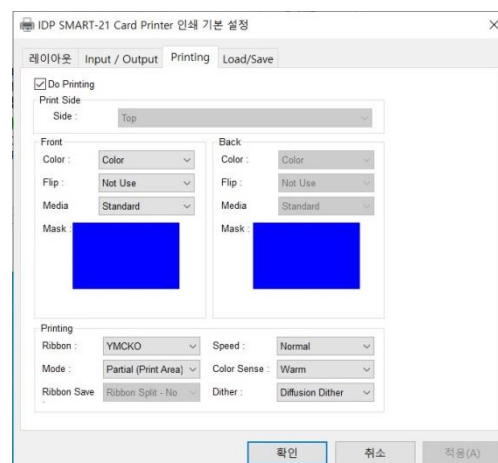 IDP SMART-21 Card Printer 인쇄 기본 설정
레이아웃 Input / Output Printing Load/Save
Do Printing
Print Side
Side : Top
Front Back
Color : Color Color : Color
Flip : Not Use Flip : Not Use
Media Standard Media Standard
Mask : Mask :
Printing
Ribbon : YMCKO Speed : Normal
Mode : Partial (Print Area) Color Sense : Warm
Ribbon Save Ribbon Split - No Dither : Diffusion Dither
:
확인 취소 적용(A)